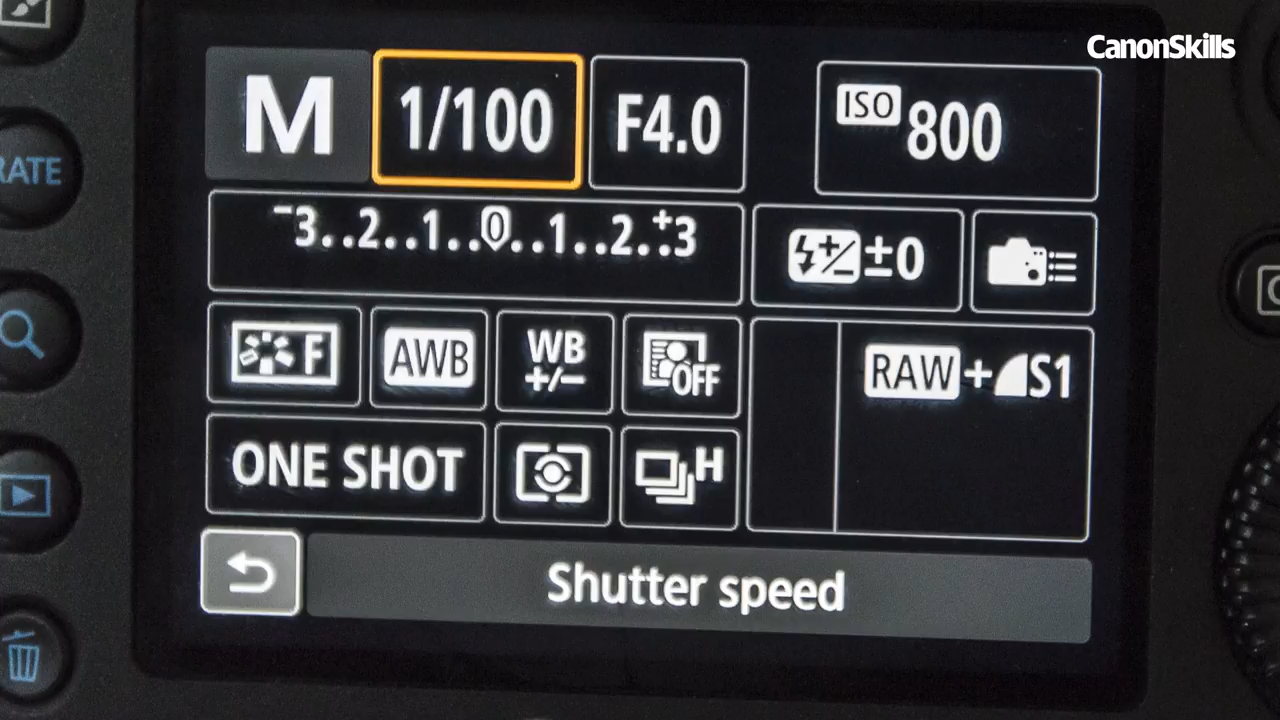 CanonSkills
M 1/100 F4.0 ISO 800
RATE
-3..2..1..0..1..2..+3 ±0
F AWB WB +/- OFF RAW+S1
ONE SHOT H
Shutter speed